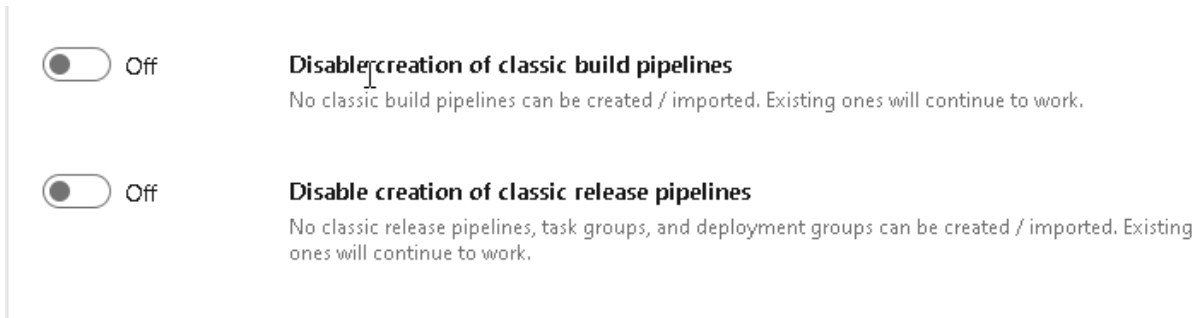 Off
Disable creation of classic build pipelines
No classic build pipelines can be created / imported. Existing ones will continue to work.
Off
Disable creation of classic release pipelines
No classic release pipelines, task groups, and deployment groups can be created / imported. Existing
ones will continue to work.